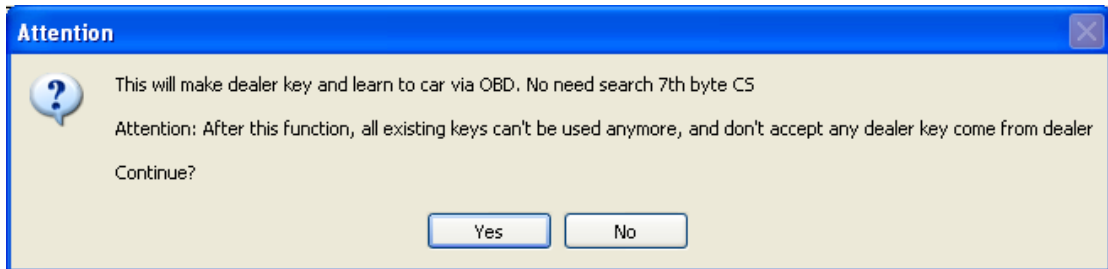 Attention
This will make dealer key and learn to car via OBD. No need search 7th byte CS
Attention: After this function, all existing keys can't be used anymore, and don't accept any dealer key come from dealer
Continue?
Yes No